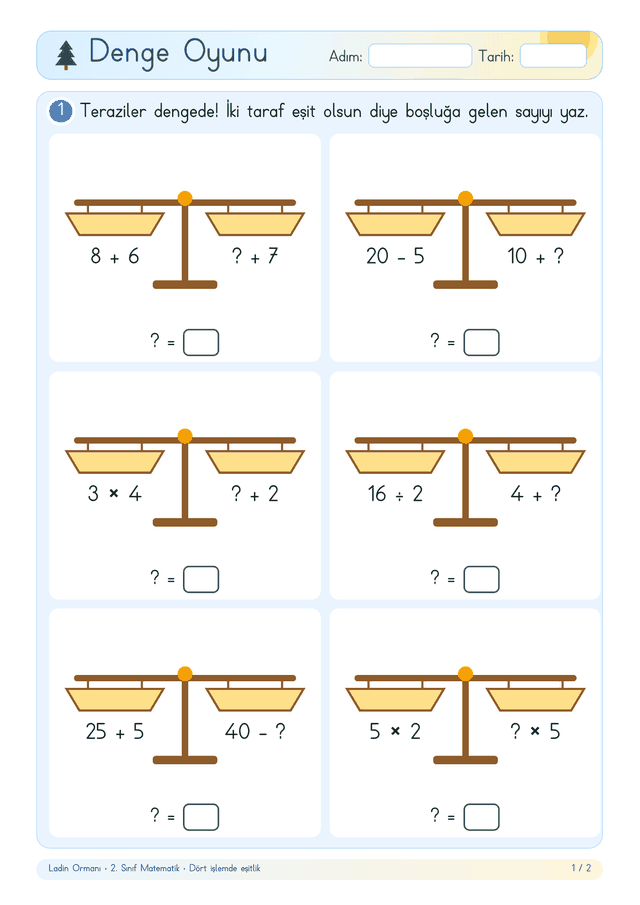 Denge Oyunu
Adım:
Tarih:
1 Teraziler dengede! İki taraf eşit olsun diye boşluğa gelen sayıyı yaz.
8 + 6
? + 7
? =
20 - 5
10 + ?
? =
3 × 4
? + 2
? =
16 ÷ 2
4 + ?
? =
25 + 5
40 - ?
? =
5 × 2
? × 5
? =
Ladin Ormanı · 2. Sınıf Matematik · Dört işlemde eşitlik
1 / 2